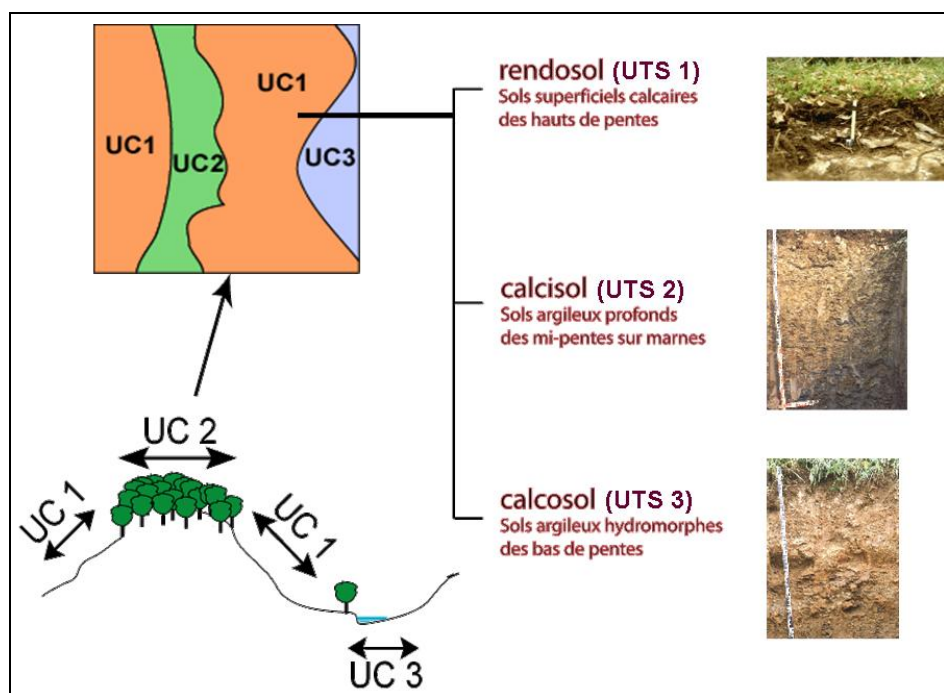 UC1
UC1
UC2
UC3
rendosol (UTS 1)
Sols superficiels calcaires
des hauts de pentes
calcisol (UTS 2)
Sols argileux profonds
des mi-pentes sur marnes
calcosol (UTS 3)
Sols argileux hydromorphes
des bas de pentes
UC 2
UC 1
UC 1
UC 3